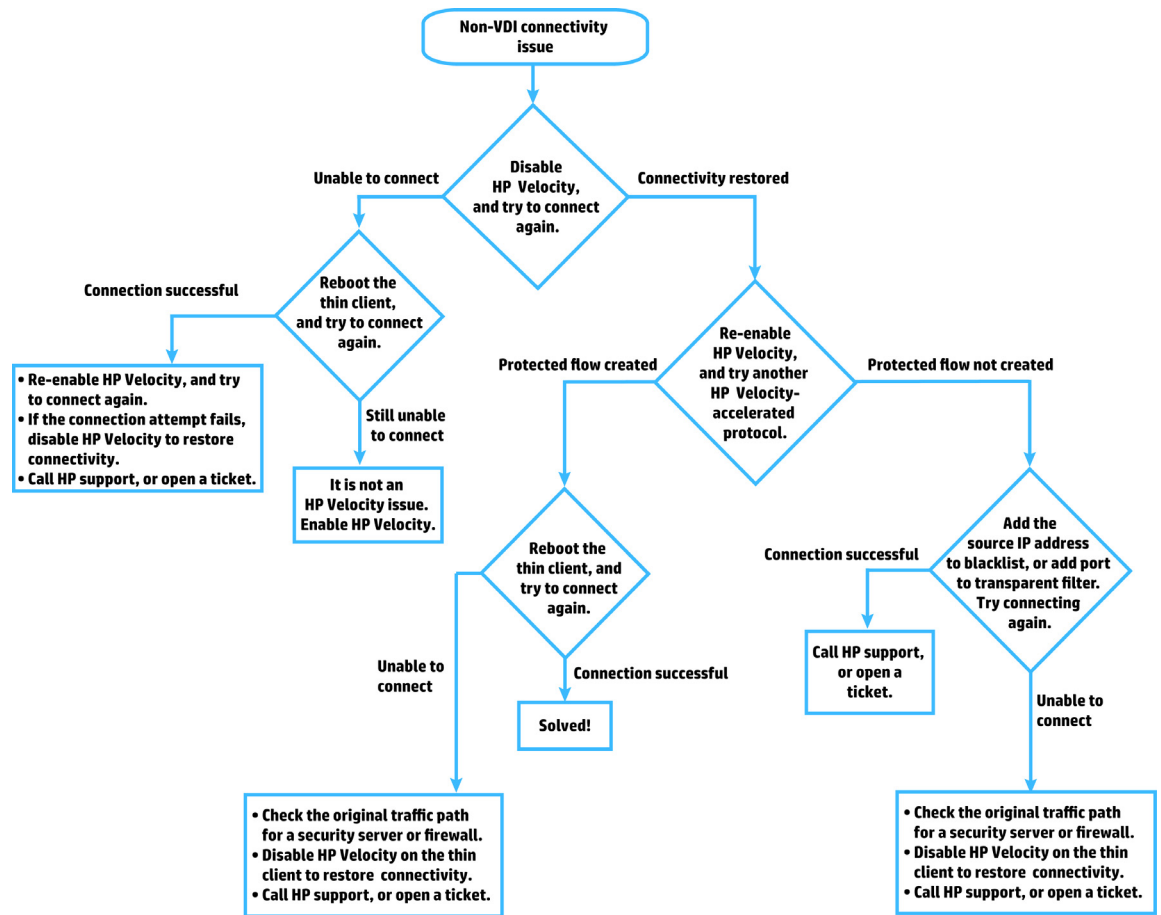 Non-VDI connectivity
issue
Disable
HP Velocity,
and try to connect
again.
Unable to connect
Connectivity restored
Reboot the
thin client,
and try to connect
again.
Connection successful
• Re-enable HP Velocity, and try
to connect again.
• If the connection attempt fails,
disable HP Velocity to restore
connectivity.
• Call HP support, or open a ticket.
Still unable
to connect
It is not an
HP Velocity issue.
Enable HP Velocity.
Re-enable
HP Velocity,
and try another
HP Velocity-
accelerated
protocol.
Protected flow created
Protected flow not created
Reboot the
thin client, and
try to connect
again.
Unable to
connect
Connection successful
Solved!
• Check the original traffic path
for a security server or firewall.
• Disable HP Velocity on the thin
client to restore connectivity.
• Call HP support, or open a ticket.
Add the
source IP address
to blacklist, or add port
to transparent filter.
Try connecting
again.
Connection successful
Call HP support,
or open a
ticket.
Unable to
connect
• Check the original traffic path
for a security server or firewall.
• Disable HP Velocity on the thin
client to restore connectivity.
• Call HP support, or open a ticket.